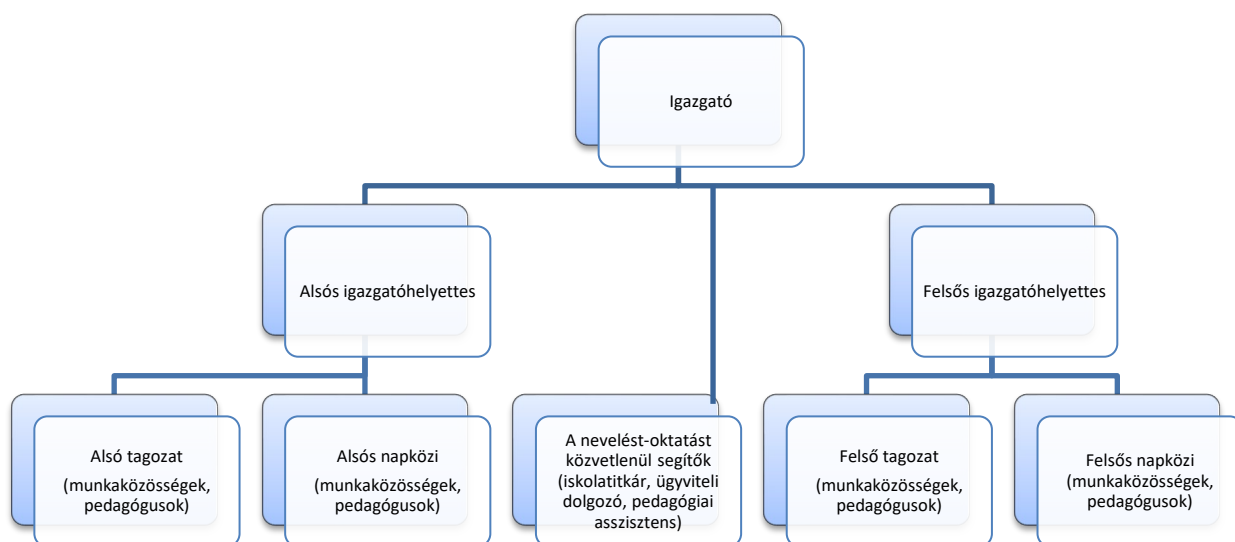 Igazgató
Alsós igazgatóhelyettes
Felsős igazgatóhelyettes
Alsó tagozat
(munkaközösségek,
pedagógusok)
Alsós napközi
(munkaközösségek,
pedagógusok)
A nevelést-oktatást
közvetlenül segítők
(iskolatitkár, ügyviteli
dolgozó, pedagógiai
asszisztens)
Felső tagozat
(munkaközösségek,
pedagógusok)
Felsős napközi
(munkaközösségek,
pedagógusok)